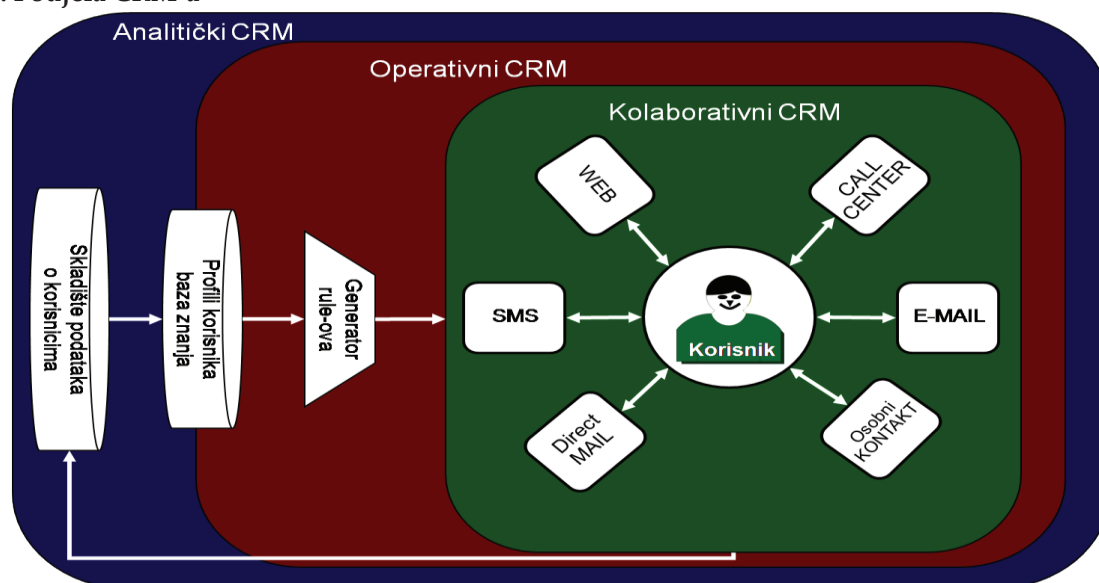 Analitički CRM
Operativni CRM
Kolaborativni CRM
WEB
CALL
CENTER
Skladište podataka
o korisnicima
Profili korisnika
baza znanja
Generator
rule-ova
SMS
Korisnik
E-MAIL
Direct
MAIL
Osobni
KONTAKT